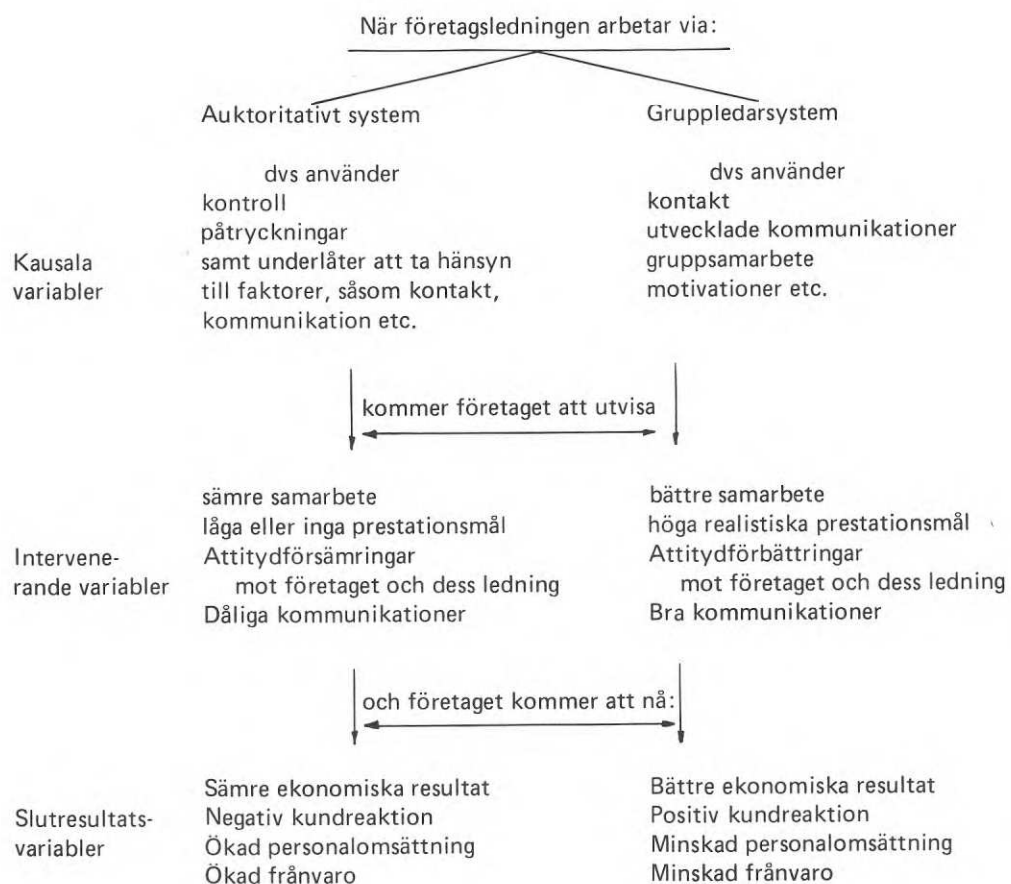 När företagsledningen arbetar via:
Auktoritativt system
Gruppledarsystem
Kausala
variabler
dvs använder
kontroll
påtryckningar
samt underlåter att ta hänsyn
till faktorer, såsom kontakt,
kommunikation etc.
dvs använder
kontakt
utvecklade kommunikationer
gruppsamarbete
motivationer etc.
kommer företaget att utvisa
Intervene-
rande variabler
sämre samarbete
låga eller inga prestationsmål
Attitydförsämringar
mot företaget och dess ledning
Dåliga kommunikationer
bättre samarbete
höga realistiska prestationsmål
Attitydförbättringar
mot företaget och dess ledning
Bra kommunikationer
och företaget kommer att nå:
Slutresultats-
variabler
Sämre ekonomiska resultat
Negativ kundreaktion
Ökad personalomsättning
Ökad frånvaro
Bättre ekonomiska resultat
Positiv kundreaktion
Minskad personalomsättning
Minskad frånvaro